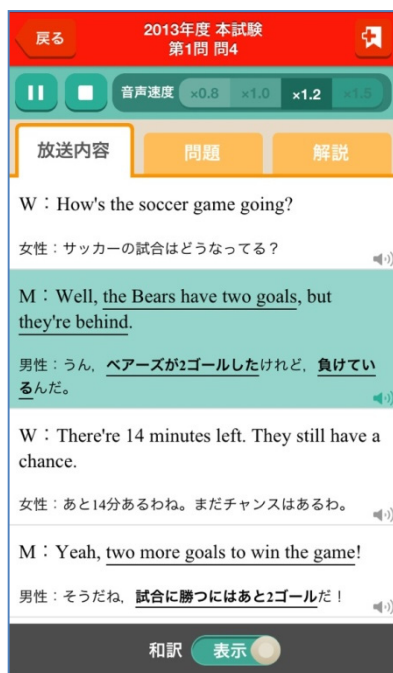 戻る
2013年度 本試験
第1問 問4
音声速度 ×0.8 ×1.0 ×1.2 ×1.5
放送内容 問題 解説
W：How's the soccer game going?
女性：サッカーの試合はどうなってる？
M：Well, the Bears have two goals, but
they're behind.
男性：うん，ベアーズが2ゴールしたけれど，負けてい
るんだ。
W：There're 14 minutes left. They still have a
chance.
女性：あと14分あるわね。まだチャンスはあるわ。
M：Yeah, two more goals to win the game!
男性：そうだね，試合に勝つにはあと2ゴールだ！
和訳 表示